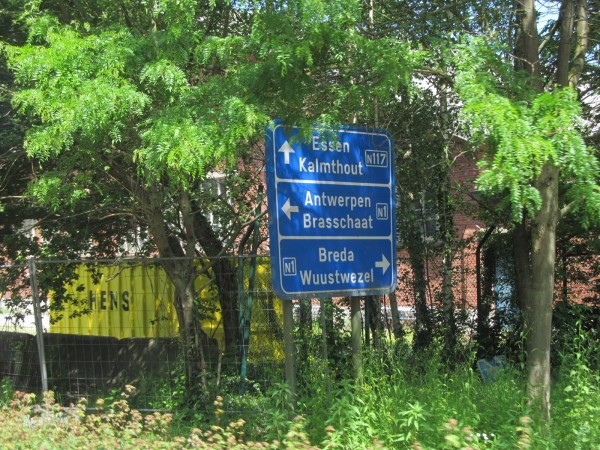 Essen
Kalmthout
N117
Antwerpen
Brasschaat
N1
Breda
Wuustwezel
N1
HENS